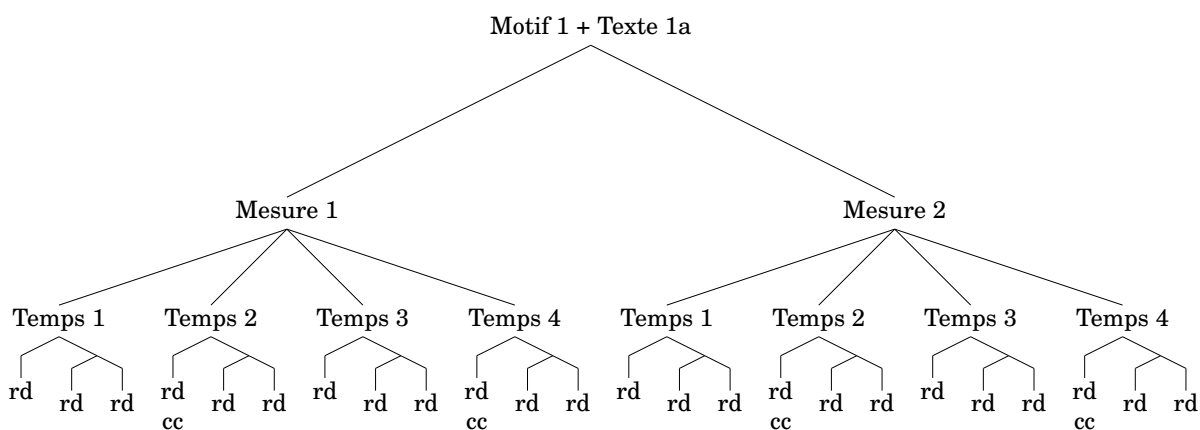 Motif 1 + Texte 1a
Mesure 1 Mesure 2
Temps 1 Temps 2 Temps 3 Temps 4 Temps 1 Temps 2 Temps 3 Temps 4
rd rd rd rd rd rd rd rd rd rd rd rd rd rd rd rd rd rd rd rd rd rd rd rd
cc cc cc cc